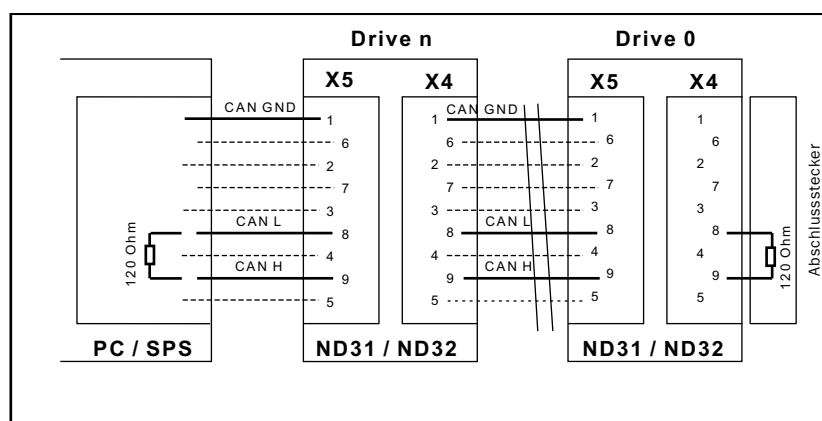 Drive n
Drive 0
X5
X4
X5
X4
CAN GND
1
6
2
7
3
CAN L
8
4
CAN H
9
5
1
CAN GND
6
2
7
3
8
CAN L
4
9
CAN H
5
1
6
2
7
3
8
4
9
5
1
6
2
7
3
8
4
9
5
120 Ohm
120 Ohm
Abschlussstecker
PC / SPS
ND31 / ND32
ND31 / ND32